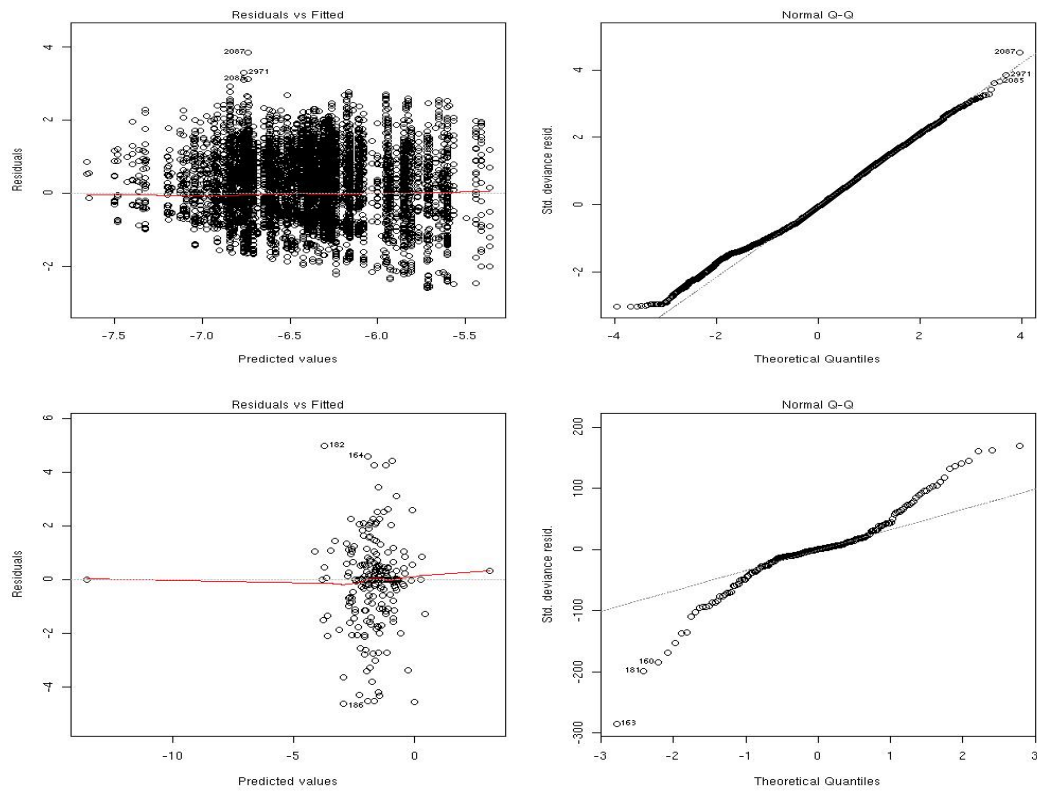 Residuals vs Fitted
Residuals
4
2
0
-2
2087
2971
2085
-7.5 -7.0 -6.5 -6.0 -5.5
Predicted values
Normal Q-Q
Std. deviance resid.
4
2
0
-2
2087
2971
2085
-4 -2 0 2 4
Theoretical Quantiles
Residuals vs Fitted
Residuals
6
4
2
0
-2
-4
182
164
186
-10 -5 0
Predicted values
Normal Q-Q
Std. deviance resid.
200
100
0
-100
-200
-300
160
181
163
-3 -2 -1 0 1 2 3
Theoretical Quantiles